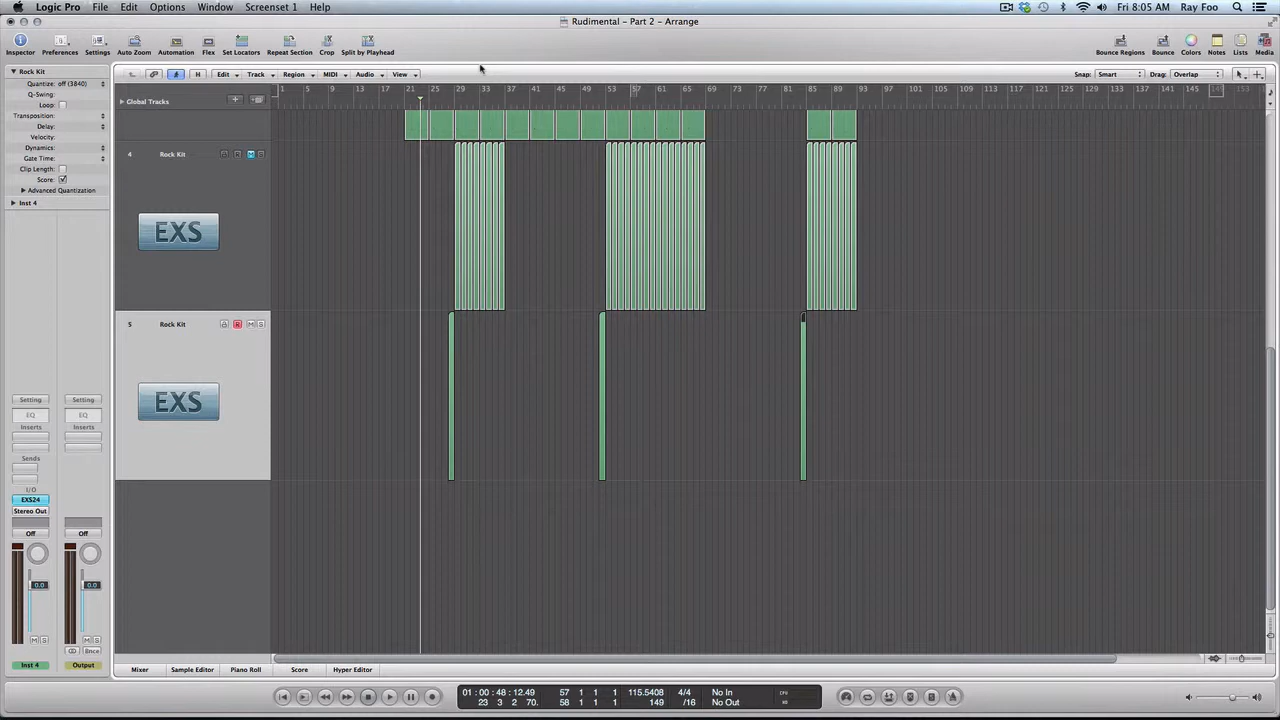 Logic Pro File Edit Options Window Screenset 1 Help Fri 8:05 AM Ray Foo
Rudimental - Part 2 - Arrange
Inspector Preferences Settings Auto Zoom Automation Flex Set Locators Repeat Section Crop Split by Playhead Bounce Regions Bounce Colors Notes Lists Media
Rock Kit
H Edit Track Region MIDI Audio View Snap: Smart Drag: Overlap
Quantize: off (3840)
Q-Swing:
Loop:
Transposition:
Delay:
Velocity:
Dynamics:
Gate Time:
Clip Length:
Score:
Advanced Quantization
Inst 4
Global Tracks
1 5 9 13 17 21 25 29 33 37 41 45 49 53 57 61 65 69 73 77 81 85 89 93 97 101 105 109 113 117 121 125 129 133 137 141 145 149 153
4 Rock Kit R M S
EXS
5 Rock Kit R M S
EXS
Setting Setting
EQ EQ
Inserts Inserts
Sends
I/O
EXS24
Stereo Out
Off Off
0.0 0.0
M S M S
Bnce
Inst 4 Output
Mixer Sample Editor Piano Roll Score Hyper Editor
01:00:48:12.49 57 1 1 1 115.5408 4/4 No In CPU
23 3 2 70. 58 1 1 1 149 /16 No Out HD